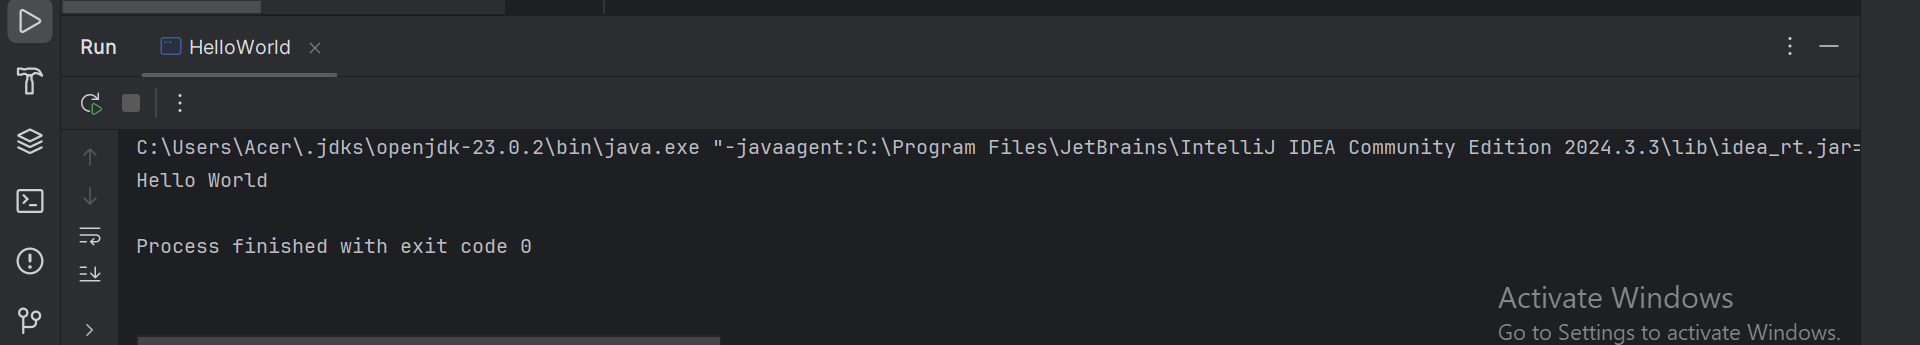 Run
HelloWorld
C:\Users\Acer\.jdks\openjdk-23.0.2\bin\java.exe "-javaagent:C:\Program Files\JetBrains\IntelliJ IDEA Community Edition 2024.3.3\lib\idea_rt.jar=
Hello World
Process finished with exit code 0
Activate Windows
Go to Settings to activate Windows.